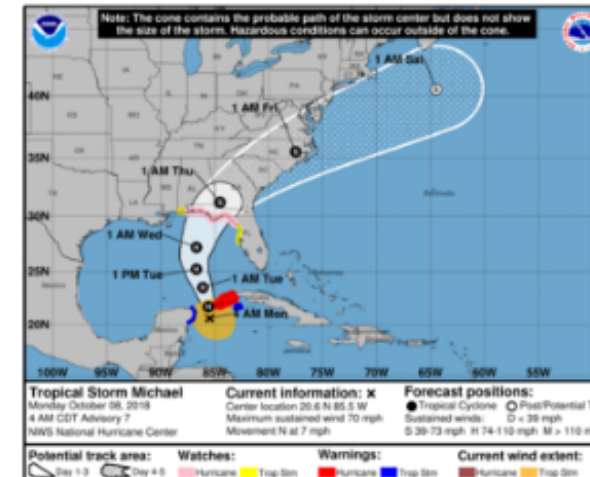 Note: The cone contains the probable path of the storm center but does not show
the size of the storm. Hazardous conditions can occur outside of the cone.
1 AM Sat
40N
1 AM Fri
35N
1 AM Thu
30N
1 AM Wed
Bermuda
25N
1 PM Tue
1 AM Tue
Mexico
AM Mon
20N
Mexico
Jamaica
100W 95W 90W 85W 80W 75W 70W 65W 60W
Tropical Storm Michael
Monday October 08, 2018
4 AM CDT Advisory 7
NWS National Hurricane Center
Current information: x
Center location 20.6 N 85.5 W
Maximum sustained wind 70 mph
Movement N at 7 mph
Forecast positions:
Tropical Cyclone Post/Potential T
Sustained winds: D < 39 mph
S 39-73 mph H 74-110 mph M > 110 m
Potential track area:
Day 1-3 Day 4-5
Watches:
Hurricane Trop Stm
Warnings:
Hurricane Trop Stm
Current wind extent:
Hurricane Trop Stm